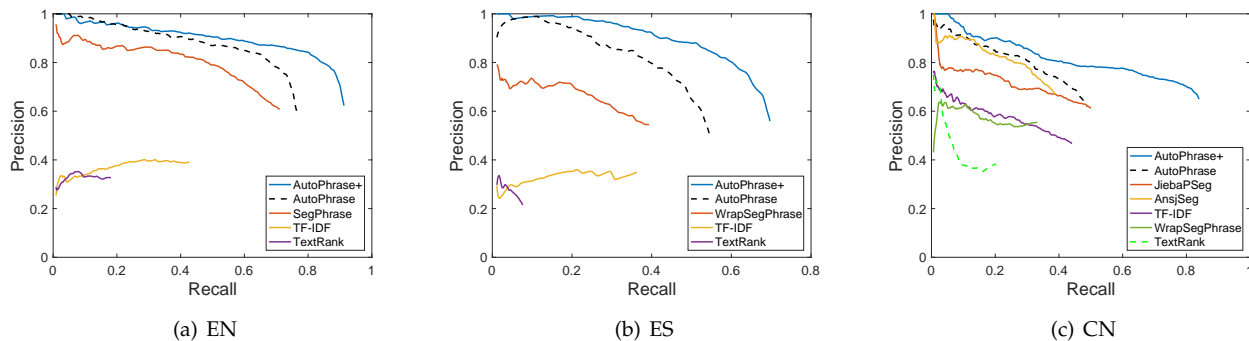 Precision
1
0.8
0.6
0.4
0.2
0
0 0.2 0.4 0.6 0.8 1
Recall
AutoPhrase+
AutoPhrase
SegPhrase
TF-IDF
TextRank
(a) EN
Precision
1
0.8
0.6
0.4
0.2
0
0 0.2 0.4 0.6 0.8
Recall
AutoPhrase+
AutoPhrase
WrapSegPhrase
TF-IDF
TextRank
(b) ES
Precision
1
0.8
0.6
0.4
0.2
0
0 0.2 0.4 0.6 0.8 1
Recall
AutoPhrase+
AutoPhrase
JiebaPSeg
AnsjSeg
TF-IDF
WrapSegPhrase
TextRank
(c) CN